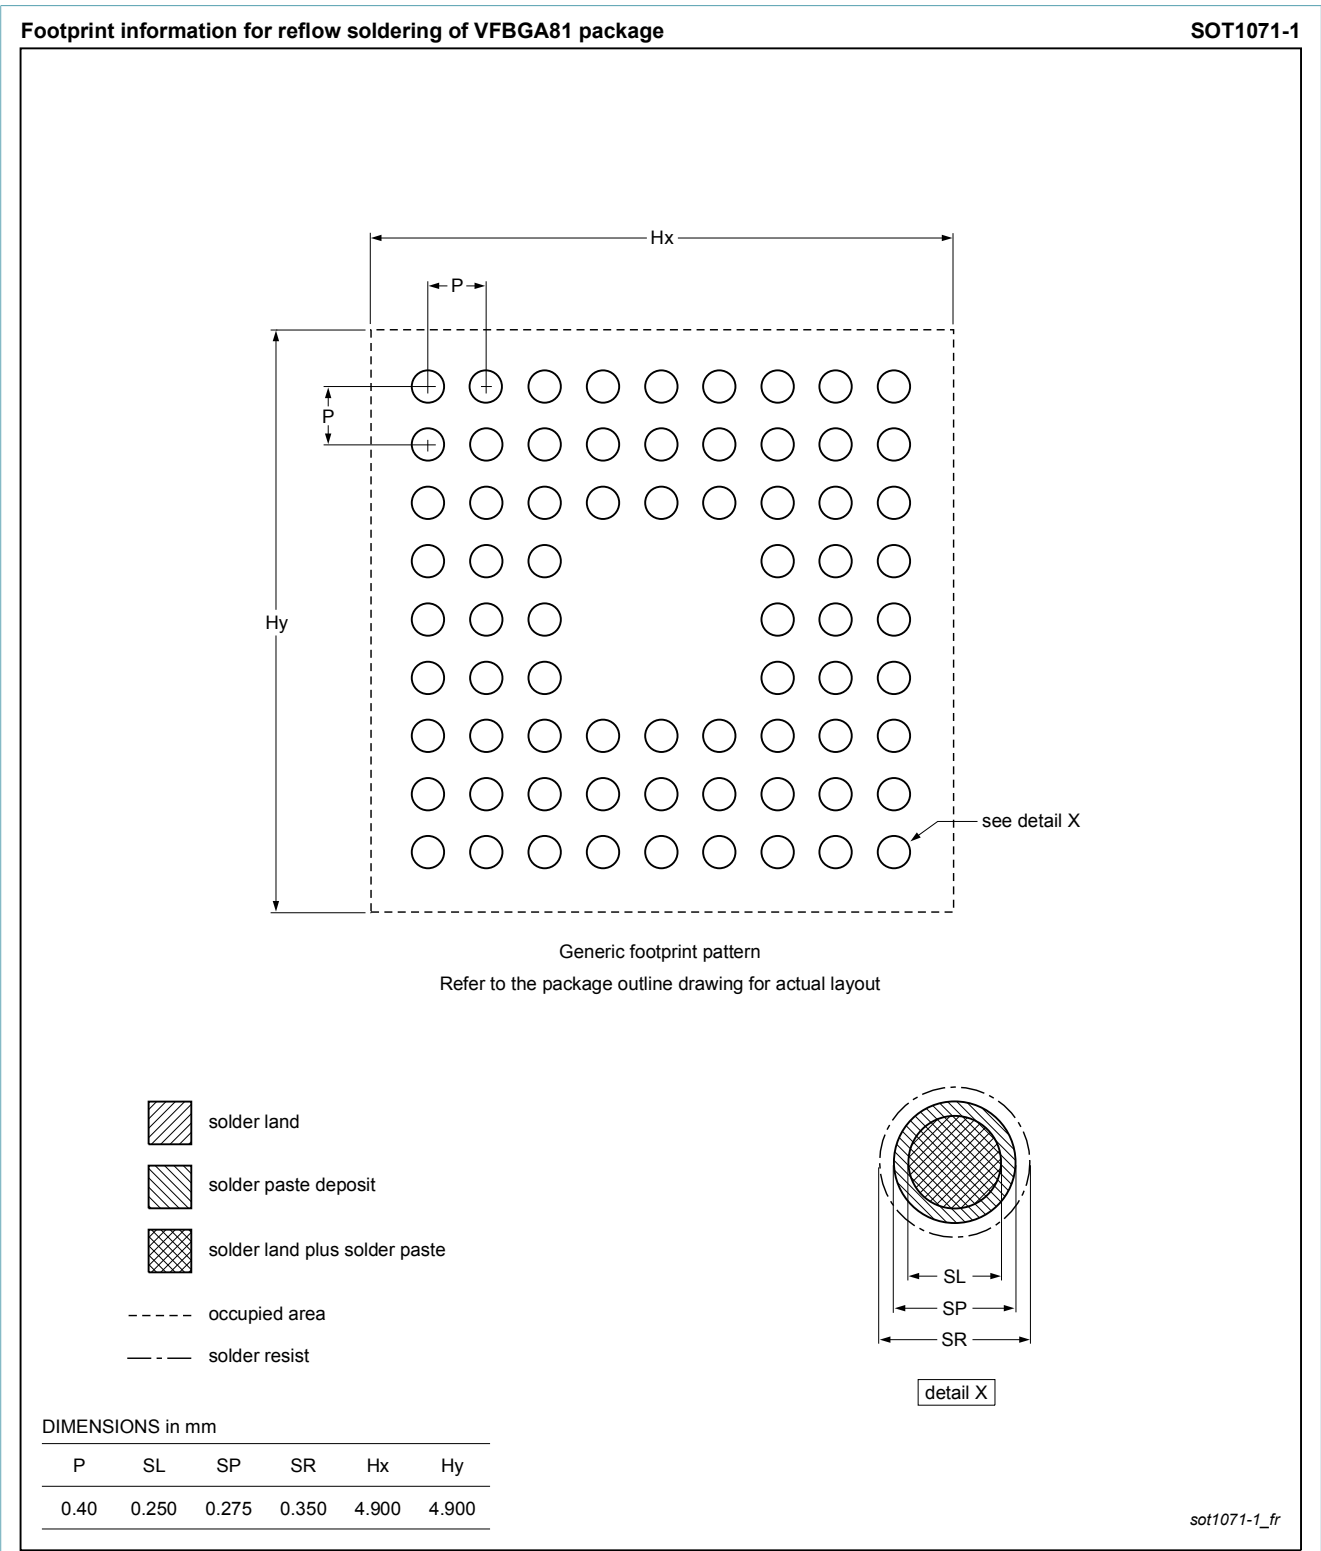 Footprint information for reflow soldering of VFBGA81 package SOT1071-1
Hx
P
P
Hy
see detail X
Generic footprint pattern
Refer to the package outline drawing for actual layout
solder land
solder paste deposit
solder land plus solder paste
occupied area
solder resist
SL
SP
SR
detail X
DIMENSIONS in mm
P SL SP SR Hx Hy
0.40 0.250 0.275 0.350 4.900 4.900
sot1071-1_fr